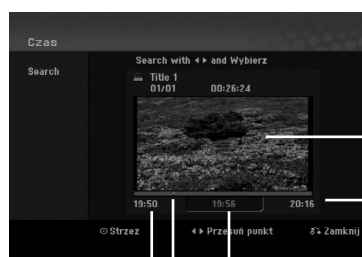 Czas
Search with ◄ ► and Wybierz
Search
Title 1
01/01 00:26:24
19:50 19:56 20:16
⊙ Strzez ◄ ► Przesuń punkt Zamknij